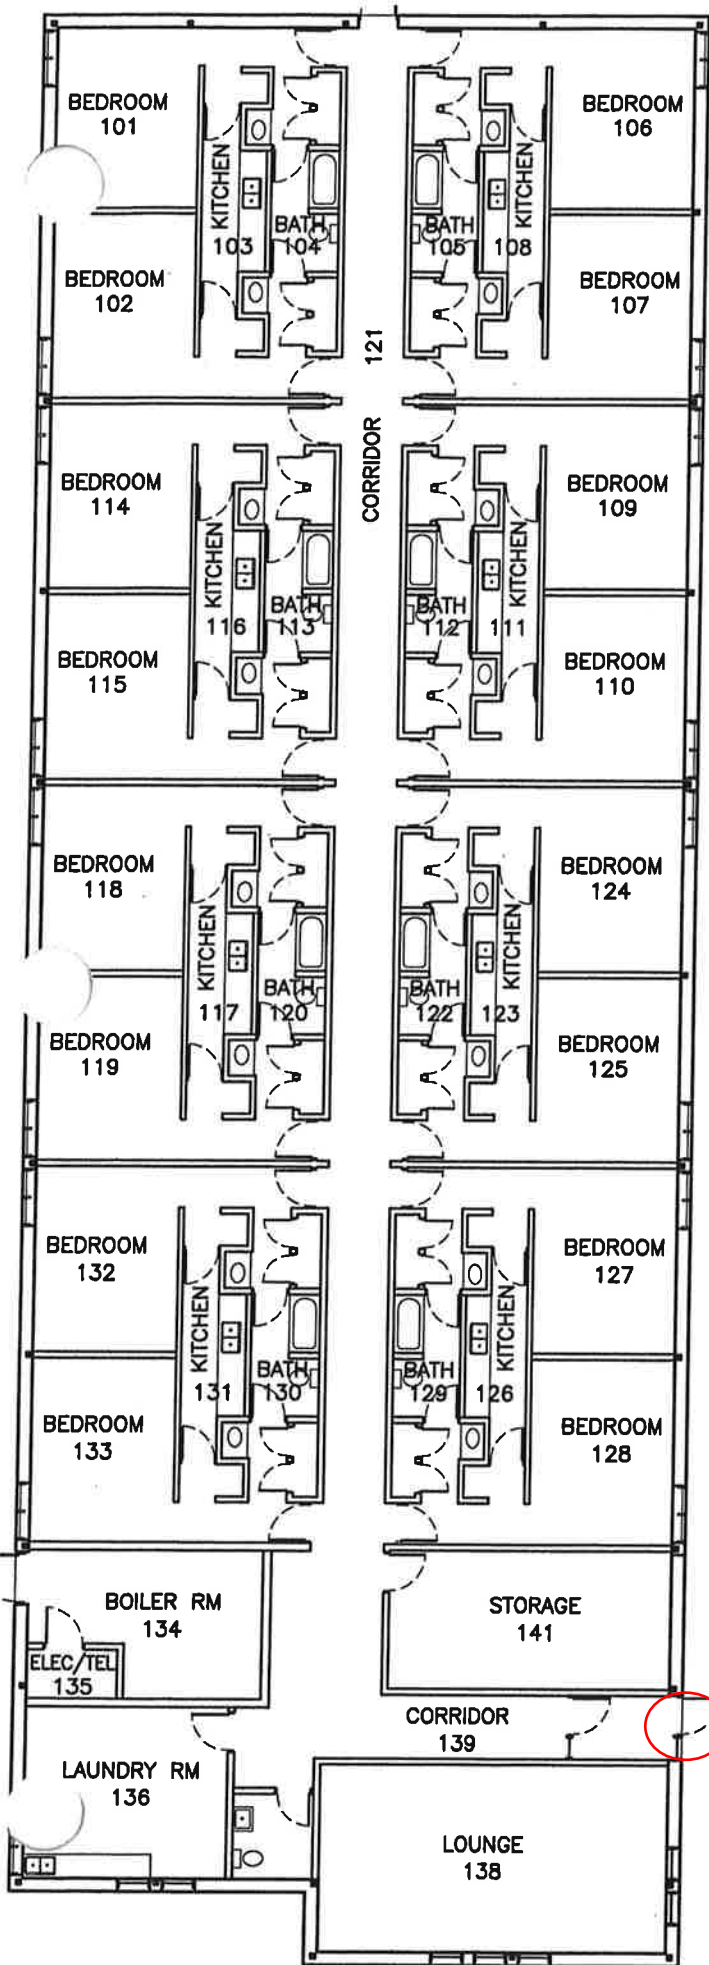 BEDROOM
101
BEDROOM
106
KITCHEN
103
BATH
104
BATH
105
KITCHEN
108
BEDROOM
102
BEDROOM
107
CORRIDOR 121
BEDROOM
114
BEDROOM
109
KITCHEN
116
BATH
113
BATH
112
KITCHEN
111
BEDROOM
115
BEDROOM
110
BEDROOM
118
BEDROOM
124
KITCHEN
117
BATH
120
BATH
122
KITCHEN
123
BEDROOM
119
BEDROOM
125
BEDROOM
132
BEDROOM
127
KITCHEN
131
BATH
130
BATH
129
KITCHEN
126
BEDROOM
133
BEDROOM
128
BOILER RM
134
STORAGE
141
ELEC/TEL
135
CORRIDOR
139
LAUNDRY RM
136
LOUNGE
138